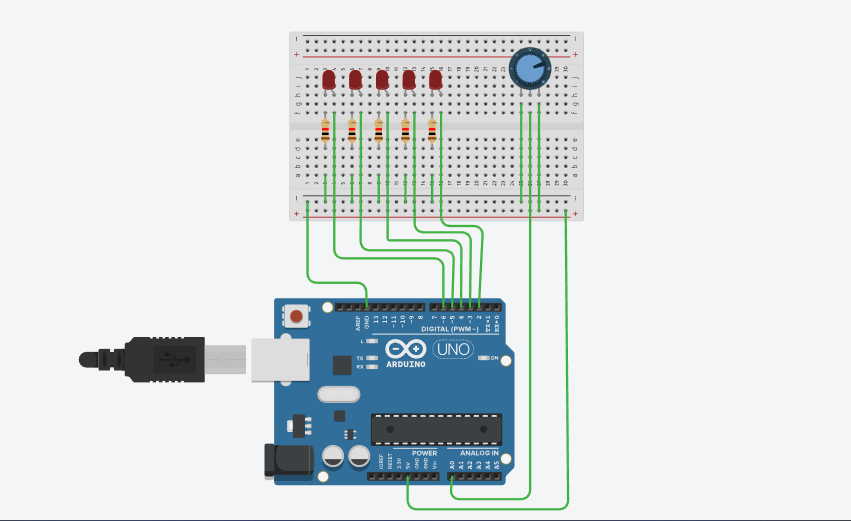 j
i
h
g
f
e
d
c
b
a
AREF
GND
13
12
~11
~10
~9
8
7
~6
~5
4
~3
2
TX→1
RX←0
DIGITAL (PWM ~)
L
TX
RX
UNO
ON
ARDUINO
POWER
ANALOG IN
IOREF
RESET
3.3V
5V
GND
GND
Vin
A0
A1
A2
A3
A4
A5